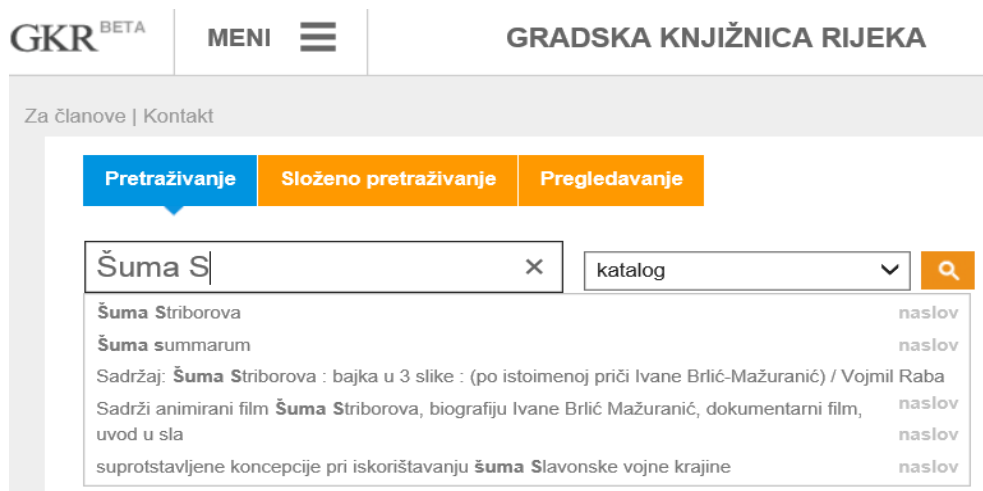 GKR BETA
MENI
GRADSKA KNJIŽNICA RIJEKA
Za članove | Kontakt
Pretraživanje
Složeno pretraživanje
Pregledavanje
Šuma S
katalog
Šuma Striborova naslov
Šuma summarum naslov
Sadržaj: Šuma Striborova : bajka u 3 slike : (po istoimenoj priči Ivane Brlić-Mažuranić) / Vojmil Raba
naslov
Sadrži animirani film Šuma Striborova, biografiju Ivane Brlić Mažuranić, dokumentarni film,
uvod u sla naslov
suprotstavljene koncepcije pri iskorištavanju šuma Slavonske vojne krajine naslov